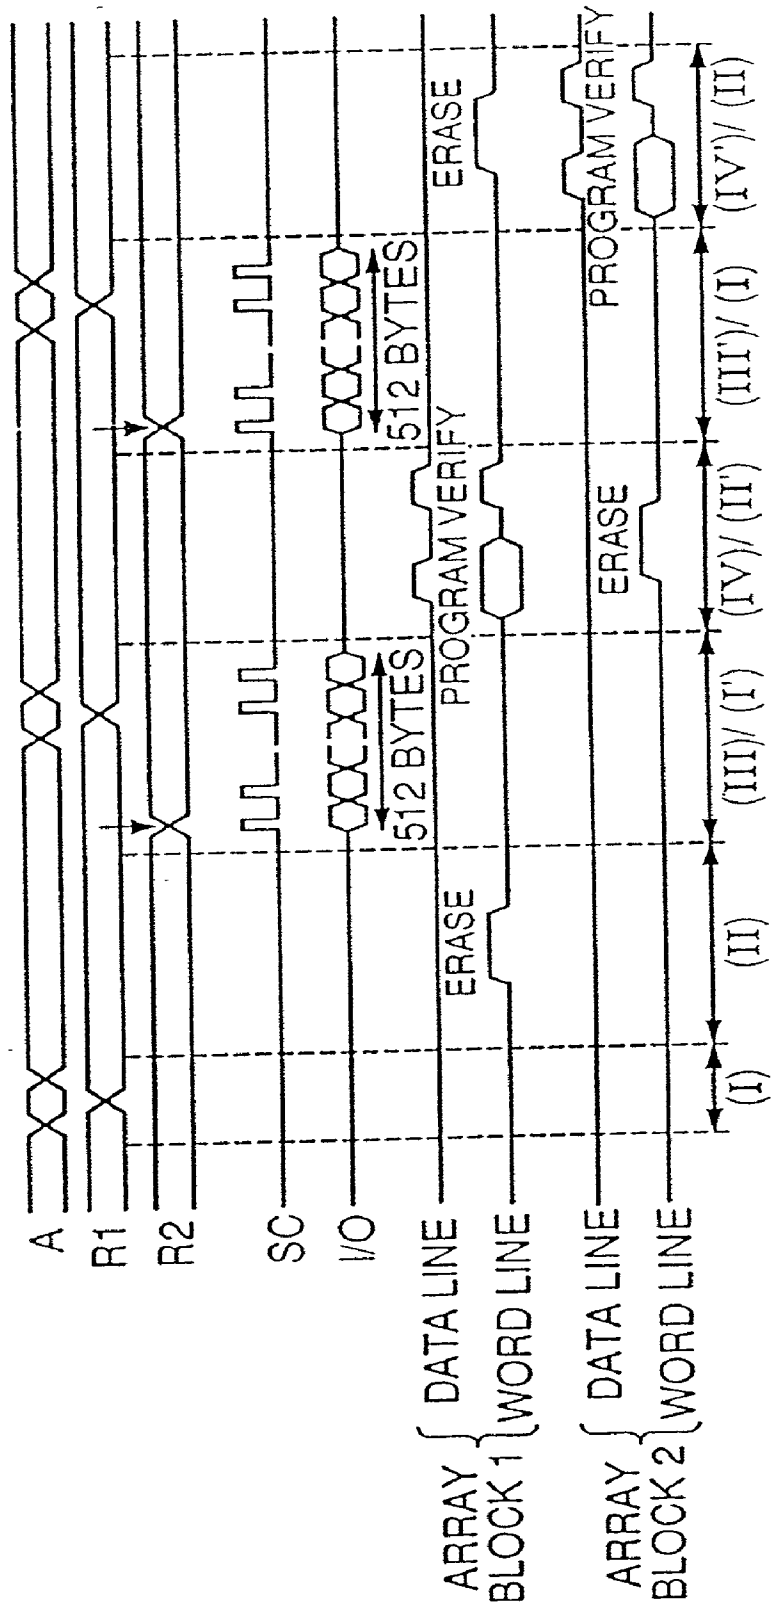 A
R1
R2
SC
I/O
512 BYTES
512 BYTES
ARRAY
BLOCK 1
DATA LINE
WORD LINE
ERASE
PROGRAM VERIFY
ERASE
ARRAY
BLOCK 2
DATA LINE
WORD LINE
ERASE
PROGRAM VERIFY
(I)
(II)
(III)/ (I')
(IV)/ (II')
(III')/ (I)
(IV')/ (II)